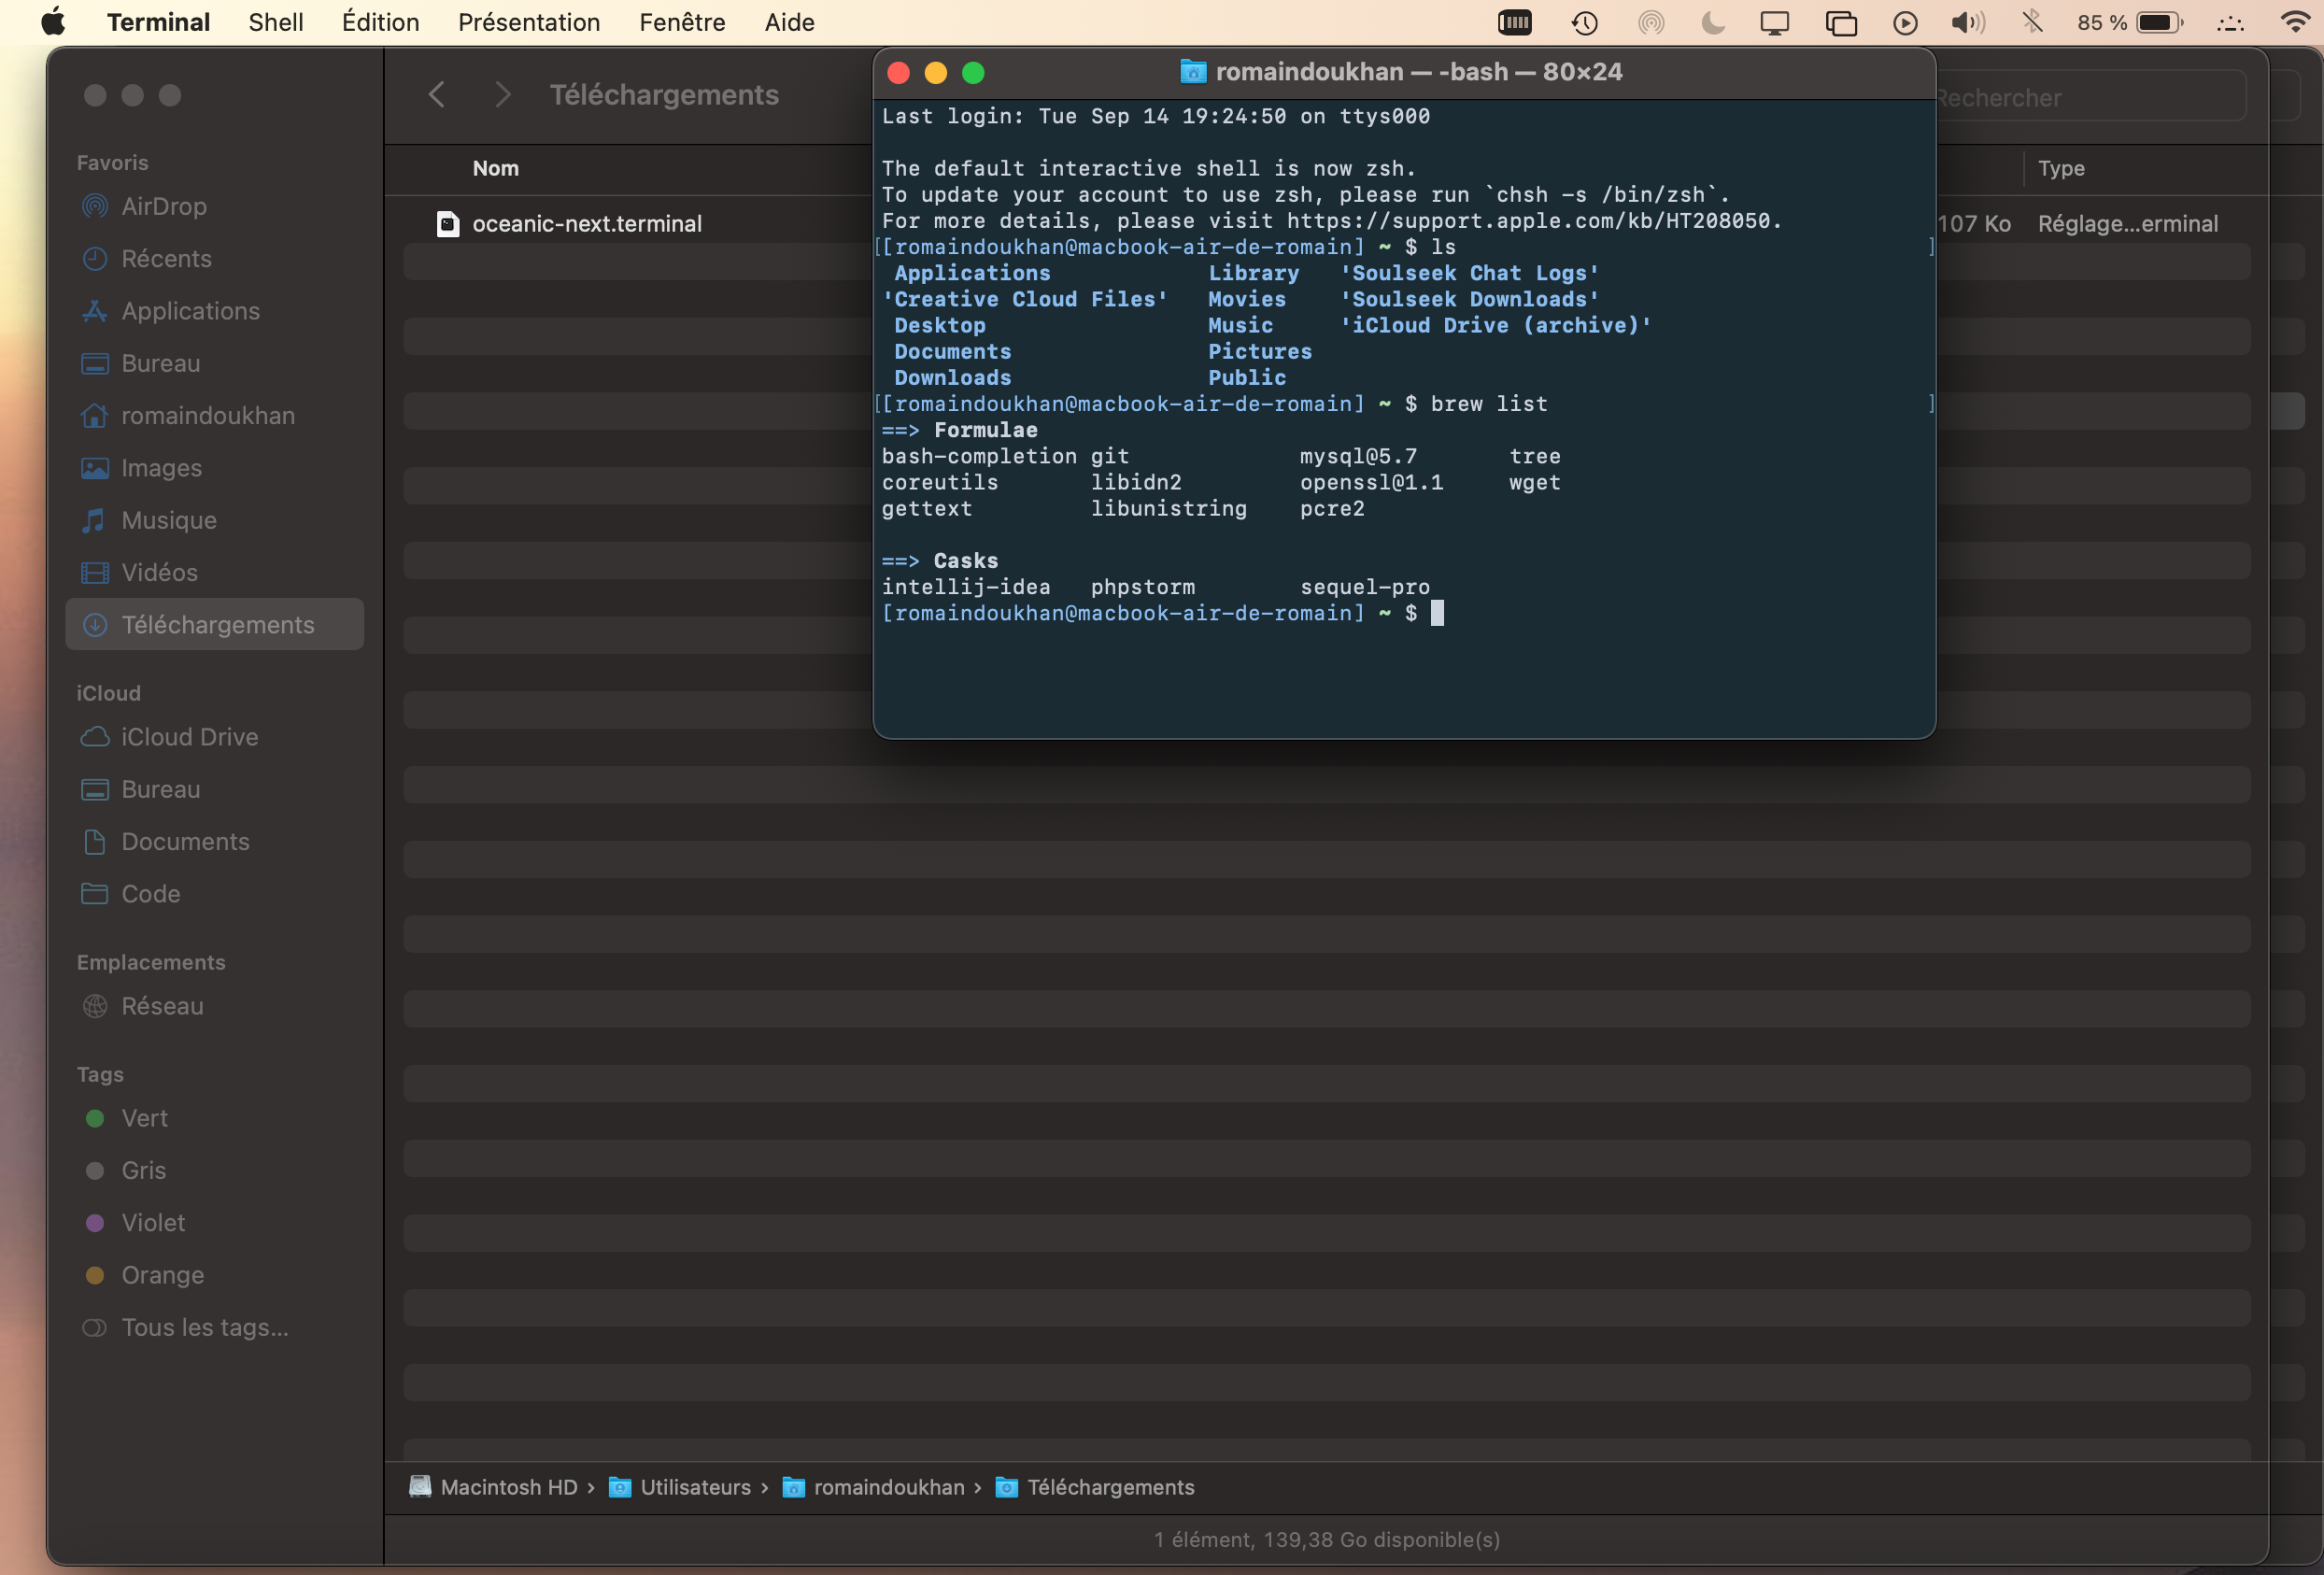 Terminal Shell Édition Présentation Fenêtre Aide 85 %
Favoris
AirDrop
Récents
Applications
Bureau
romaindoukhan
Images
Musique
Vidéos
Téléchargements
iCloud
iCloud Drive
Bureau
Documents
Code
Emplacements
Réseau
Tags
Vert
Gris
Violet
Orange
Tous les tags...
Téléchargements
Rechercher
Nom
Type
oceanic-next.terminal
107 Ko Réglage...erminal
romaindoukhan — -bash — 80×24
Last login: Tue Sep 14 19:24:50 on ttys000
The default interactive shell is now zsh.
To update your account to use zsh, please run `chsh -s /bin/zsh`.
For more details, please visit https://support.apple.com/kb/HT208050.
[[romaindoukhan@macbook-air-de-romain] ~ $ ls ]
Applications Library 'Soulseek Chat Logs'
'Creative Cloud Files' Movies 'Soulseek Downloads'
Desktop Music 'iCloud Drive (archive)'
Documents Pictures
Downloads Public
[[romaindoukhan@macbook-air-de-romain] ~ $ brew list ]
==> Formulae
bash-completion git mysql@5.7 tree
coreutils libidn2 openssl@1.1 wget
gettext libunistring pcre2
==> Casks
intellij-idea phpstorm sequel-pro
[romaindoukhan@macbook-air-de-romain] ~ $
Macintosh HD › Utilisateurs › romaindoukhan › Téléchargements
1 élément, 139,38 Go disponible(s)